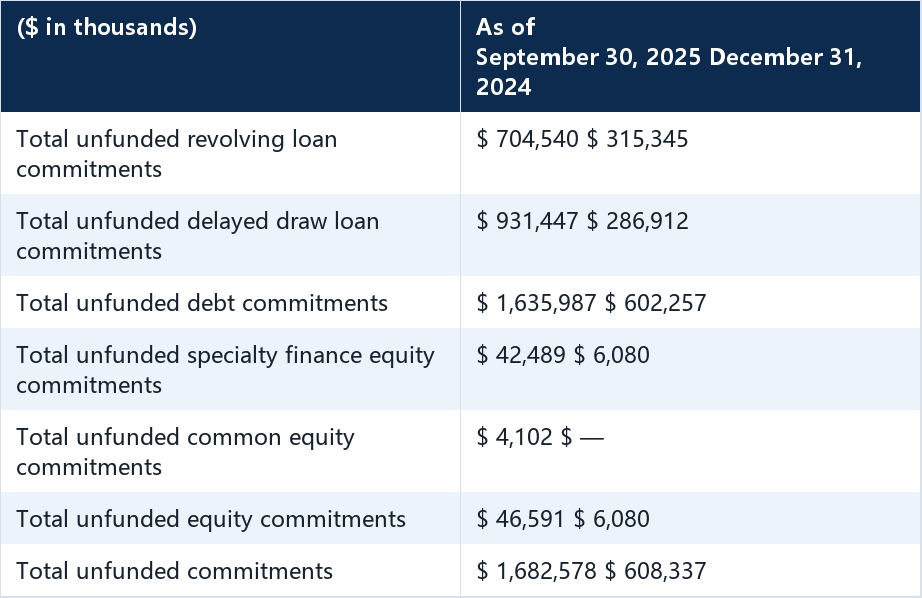 ($ in thousands)
As of
September 30, 2025 December 31,
2024
Total unfunded revolving loan
commitments
$ 704,540 $ 315,345
Total unfunded delayed draw loan
commitments
$ 931,447 $ 286,912
Total unfunded debt commitments
$ 1,635,987 $ 602,257
Total unfunded specialty finance equity
commitments
$ 42,489 $ 6,080
Total unfunded common equity
commitments
$ 4,102 $ —
Total unfunded equity commitments
$ 46,591 $ 6,080
Total unfunded commitments
$ 1,682,578 $ 608,337